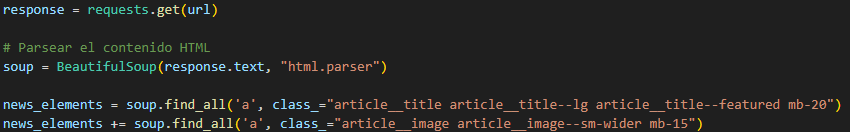 response = requests.get(url)
# Parsear el contenido HTML
soup = BeautifulSoup(response.text, "html.parser")
news_elements = soup.find_all('a', class_="article__title article__title--lg article__title--featured mb-20")
news_elements += soup.find_all('a', class_="article__image article__image--sm-wider mb-15")